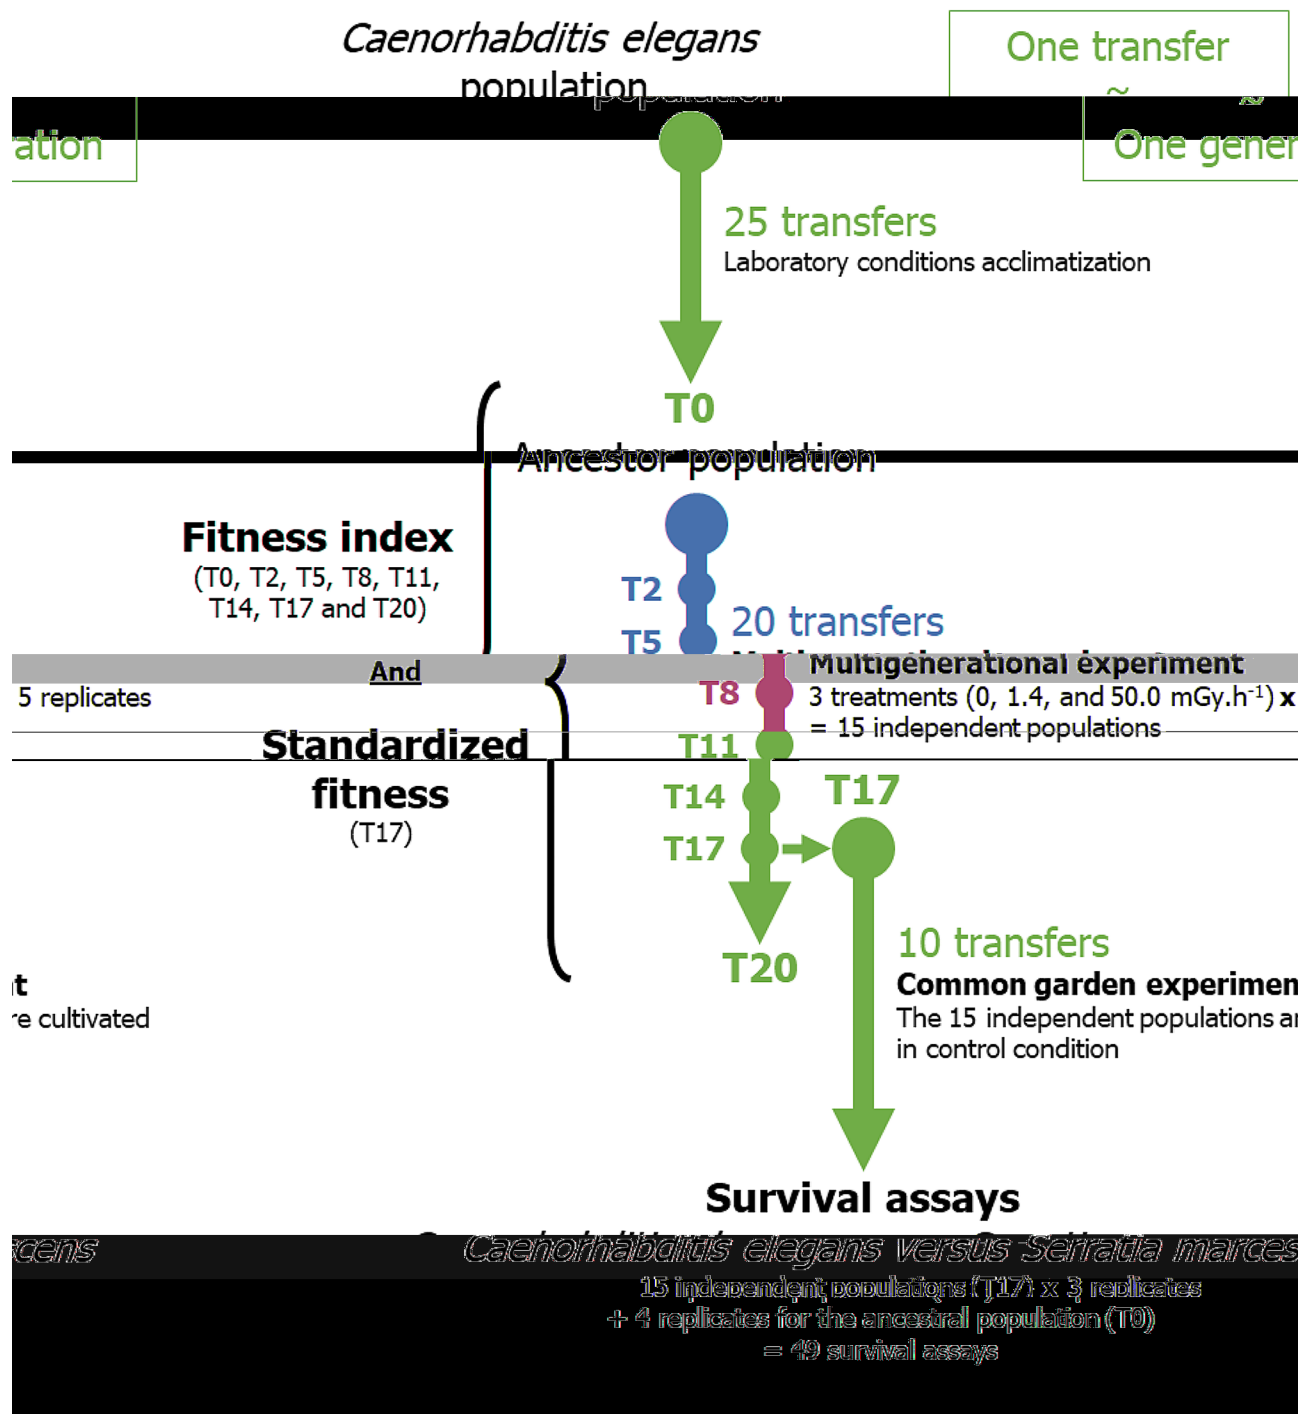 Caenorhabditis elegans
population
One transfer
~
ation
One gener
25 transfers
Laboratory conditions acclimatization
T0
Ancestor population
Fitness index
(T0, T2, T5, T8, T11,
T14, T17 and T20)
T2
T5
20 transfers
And
Multigenerational experiment
T8
3 treatments (0, 1.4, and 50.0 mGy.h-1) x
5 replicates
= 15 independent populations
Standardized
fitness
(T17)
T11
T14
T17
T17
T20
10 transfers
Common garden experimen
t
The 15 independent populations ar
re cultivated
in control condition
Survival assays
Caenorhabditis elegans versus Serratia marces
scens
15 independent populations (T17) x 3 replicates
+ 4 replicates for the ancestral population (T0)
= 49 survival assays